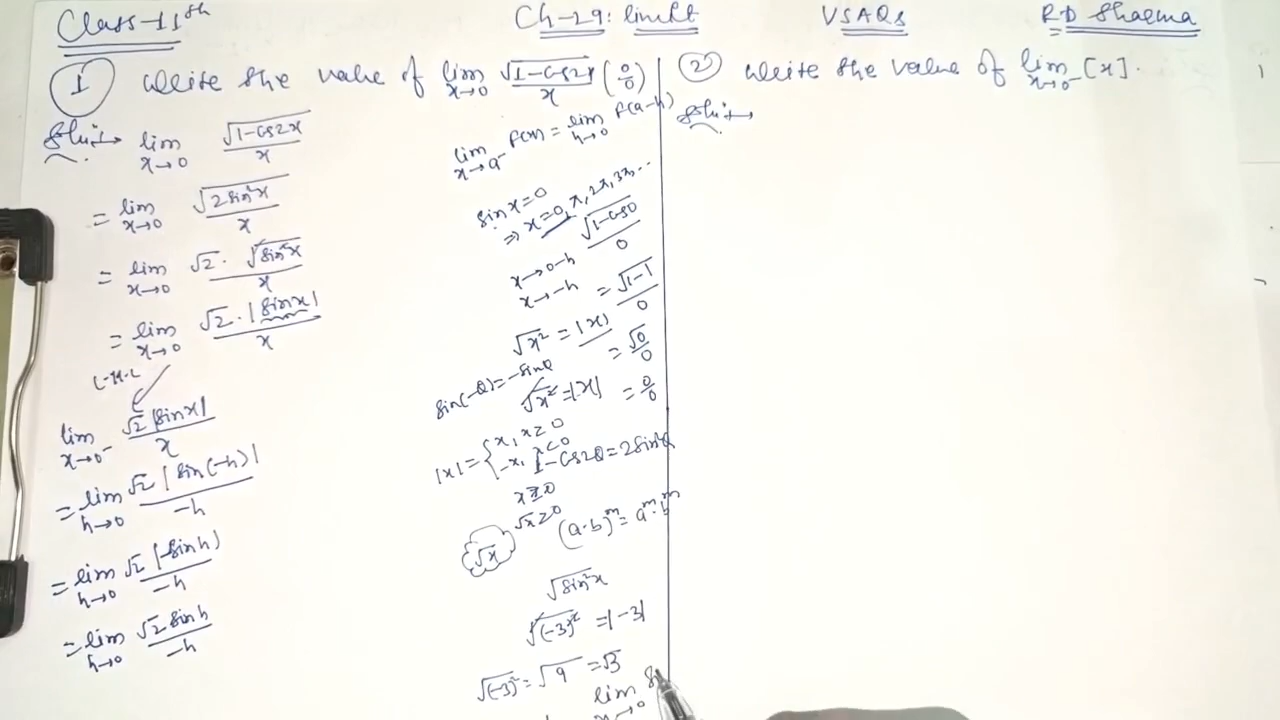 Class-11th Ch-29: limit VSAQs RD Sharma
① Write the value of lim x→0 √(1-cos2x)/x (0/0)
Soln:→ lim x→0 √(1-cos2x)/x
= lim x→0 √(2sin²x)/x
= lim x→0 √2·√(sin²x)/x
= lim x→0 √2·|sinx|/x
L-H-L
lim x→0⁻ √2|sinx|/x
= lim h→0 √2|sin(-h)|/-h
= lim h→0 √2|-sinh)/-h
= lim h→0 √2sinh/-h
lim x→a⁻ f(x) = lim h→0 f(a-h)
sinx=0
⇒ x=0, π, 2π, 3π,...
√(1-cos0)/0
x→0-h
x→-h
= √(1-1)/0
√x² = |x|
= √0/0
sin(-θ)=-sinθ
√x² = |x|
= 0/0
|x| = { x, x≥0
-x, x<0
1-cos2θ=2sin²θ
x≥0
√x≥0
√x
(a·b)^m = a^m·b^m
√(sin²x)
√(-3)² = |-3|
√(-3)² = √9 = √3
lim x→0
② Write the value of lim x→0⁻ [x].
Soln:→